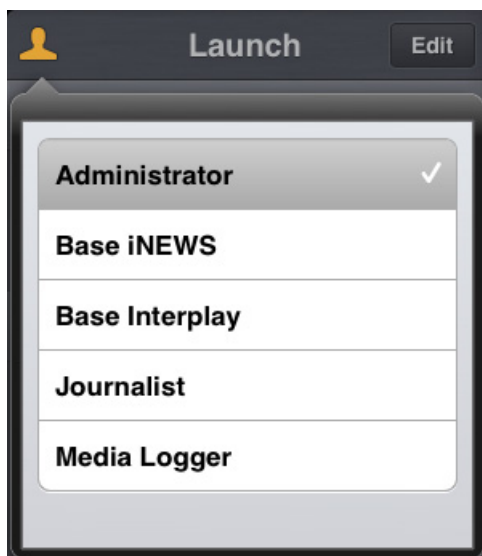 Launch
Edit
Administrator
Base iNEWS
Base Interplay
Journalist
Media Logger